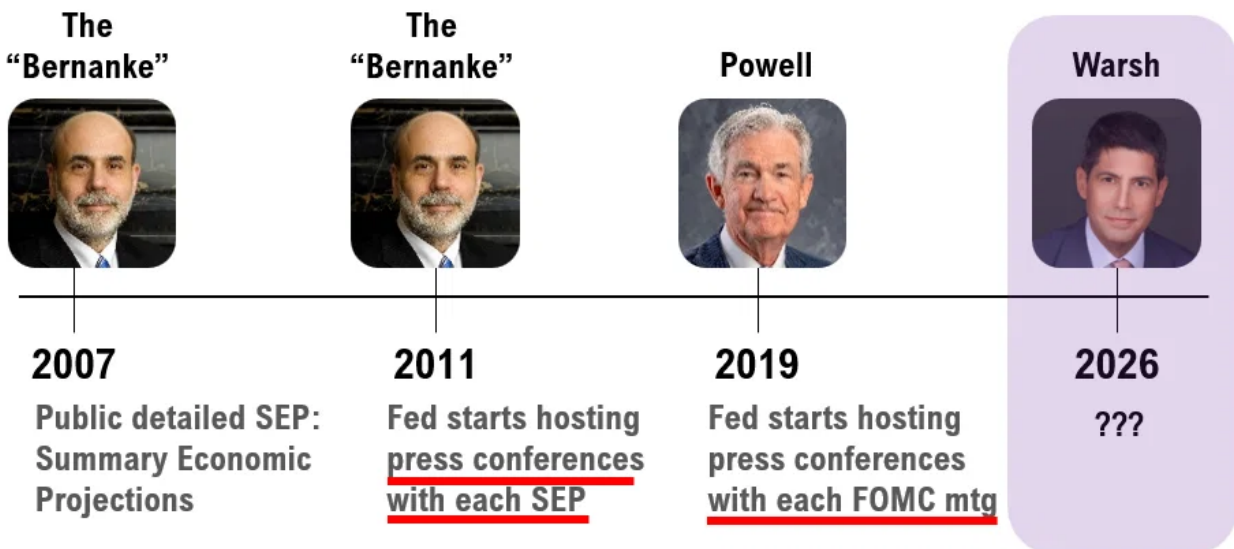 The
“Bernanke”
The
“Bernanke”
Powell
Warsh
2007
Public detailed SEP:
Summary Economic
Projections
2011
Fed starts hosting
press conferences
with each SEP
2019
Fed starts hosting
press conferences
with each FOMC mtg
2026
???